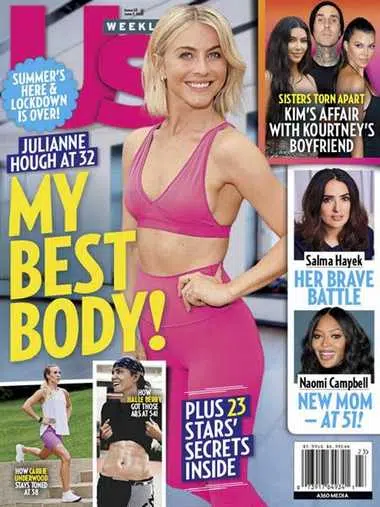 Us
WEEKLY
SUMMER'S
HERE &
LOCKDOWN
IS OVER!
SISTERS TORN APART
KIM'S AFFAIR
WITH KOURTNEY'S
BOYFRIEND
JULIANNE
HOUGH AT 32
MY
BEST
BODY!
Salma Hayek
HER BRAVE
BATTLE
Naomi Campbell
NEW MOM
– AT 51!
HOW CARRIE
UNDERWOOD
STAYS TONED
AT 38
HOW
HALLE BERRY
GOT THOSE
ABS AT 54!
PLUS 23
STARS'
SECRETS
INSIDE
A360 MEDIA